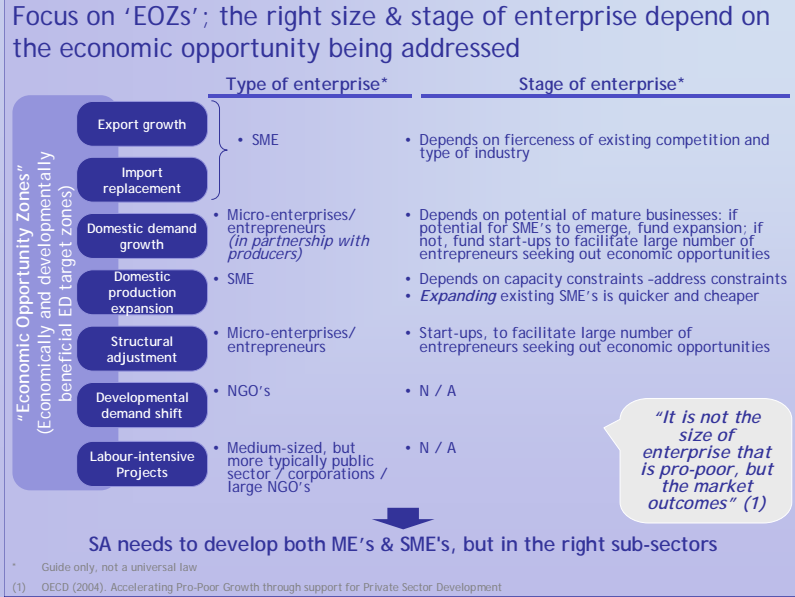 Focus on ‘EOZs’; the right size & stage of enterprise depend on
the economic opportunity being addressed
Type of enterprise*
Stage of enterprise*
“Economic Opportunity Zones”
(Economically and developmentally
beneficial ED target zones)
Export growth
Import
replacement
• SME
• Depends on fierceness of existing competition and
type of industry
Domestic demand
growth
• Micro-enterprises/
entrepreneurs
(in partnership with
producers)
• Depends on potential of mature businesses: if
potential for SME's to emerge, fund expansion; if
not, fund start-ups to facilitate large number of
entrepreneurs seeking out economic opportunities
Domestic
production
expansion
• SME
• Depends on capacity constraints –address constraints
• Expanding existing SME's is quicker and cheaper
Structural
adjustment
• Micro-enterprises/
entrepreneurs
• Start-ups, to facilitate large number of
entrepreneurs seeking out economic opportunities
Developmental
demand shift
• NGO's
• N / A
Labour-intensive
Projects
• Medium-sized, but
more typically public
sector / corporations /
large NGO's
• N / A
“It is not the
size of
enterprise that
is pro-poor, but
the market
outcomes” (1)
SA needs to develop both ME's & SME's, but in the right sub-sectors
* Guide only, not a universal law
(1) OECD (2004). Accelerating Pro-Poor Growth through support for Private Sector Development